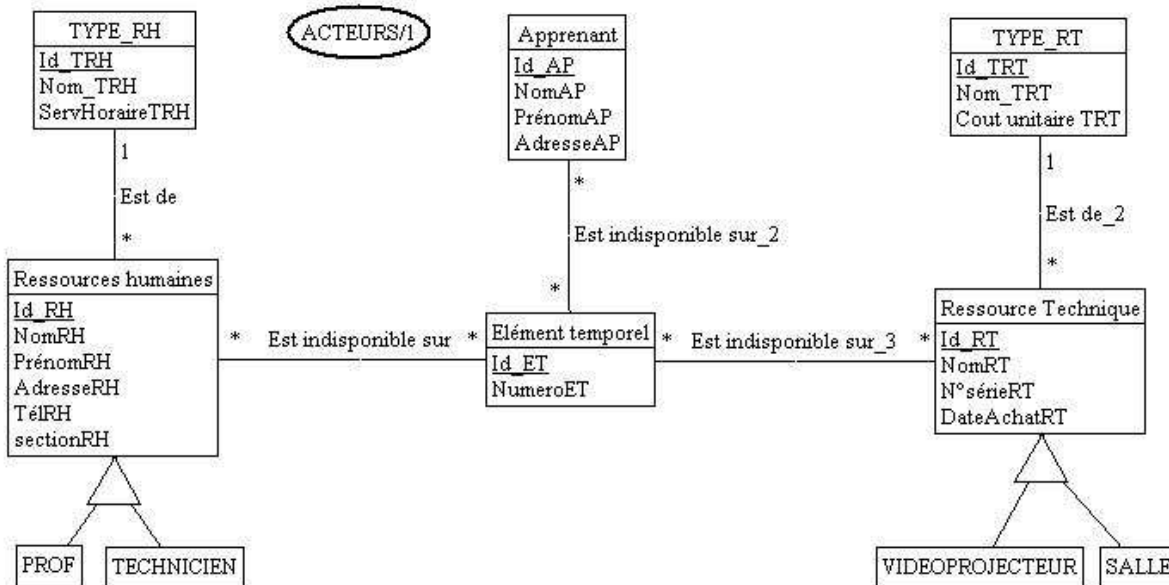 TYPE_RH
Id_TRH
Nom_TRH
ServHoraireTRH
ACTEURS/1
Apprenant
Id_AP
NomAP
PrénomAP
AdresseAP
TYPE_RT
Id_TRT
Nom_TRT
Cout unitaire TRT
1
Est de
*
*
Est indisponible sur_2
*
1
Est de_2
*
Ressources humaines
Id_RH
NomRH
PrénomRH
AdresseRH
TélRH
sectionRH
* Est indisponible sur *
Elément temporel
Id_ET
NumeroET
* Est indisponible sur_3 *
Ressource Technique
Id_RT
NomRT
N°sérieRT
DateAchatRT
PROF
TECHNICIEN
VIDEOPROJECTEUR
SALLE